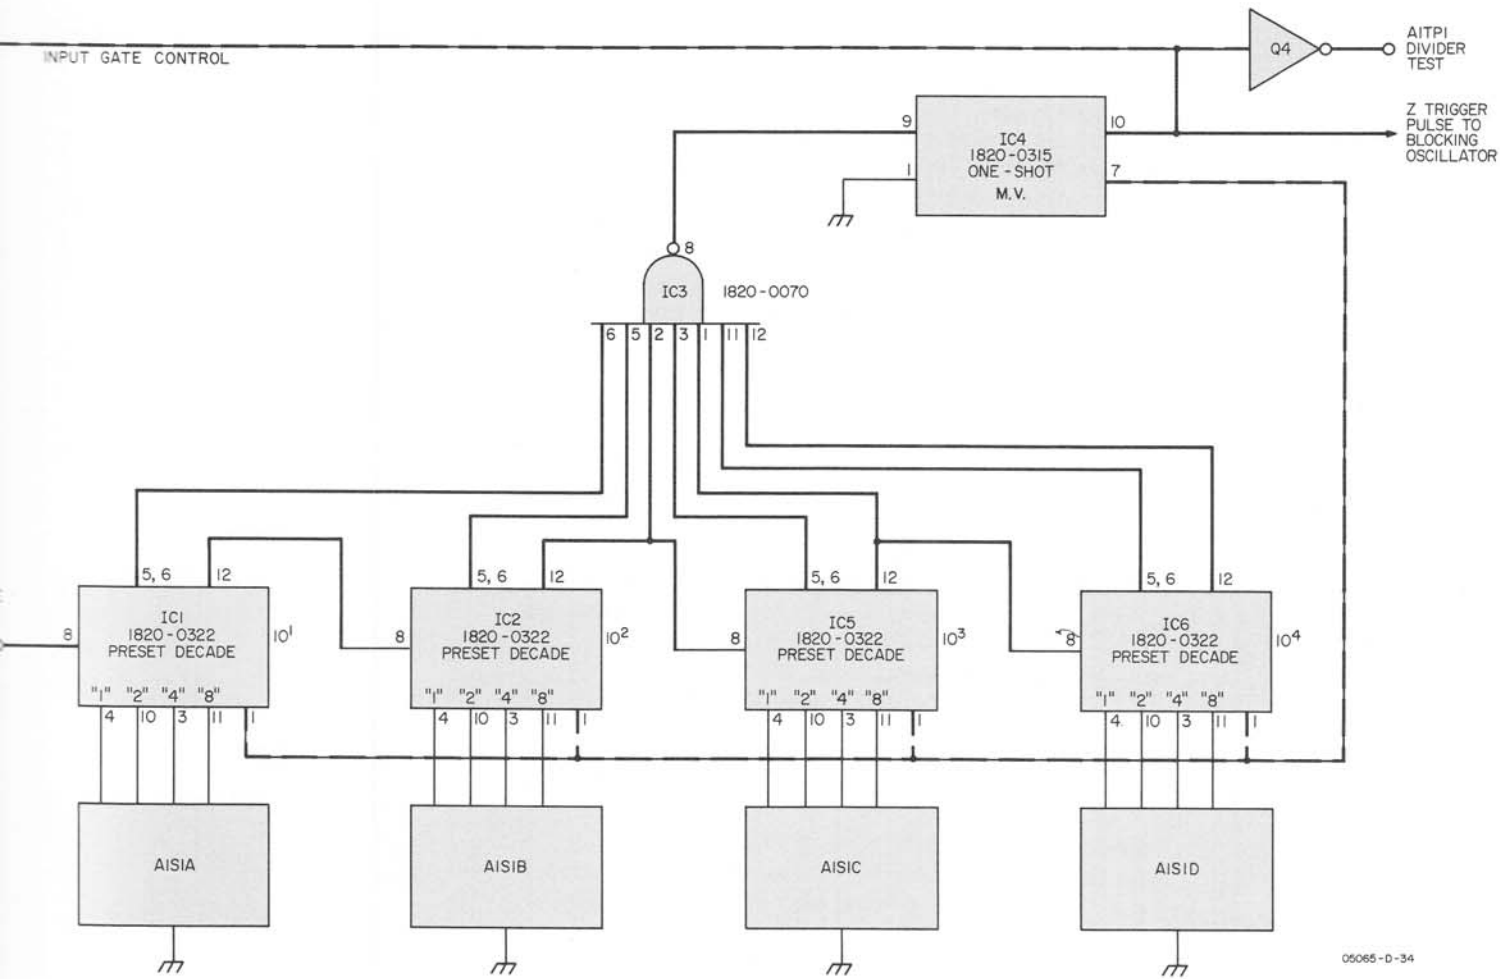 INPUT GATE CONTROL
Q4
A1TP1
DIVIDER
TEST
Z TRIGGER
PULSE TO
BLOCKING
OSCILLATOR
9
1
IC4
1820-0315
ONE-SHOT
M.V.
10
7
8
IC3
1820-0070
6 5 2 3 1 11 12
5, 6 12
5, 6 12
5, 6 12
5, 6 12
8
IC1
1820-0322
PRESET DECADE
10¹
"1" "2" "4" "8"
4 10 3 11 1
8
IC2
1820-0322
PRESET DECADE
10²
"1" "2" "4" "8"
4 10 3 11 1
8
IC5
1820-0322
PRESET DECADE
10³
"1" "2" "4" "8"
4 10 3 11 1
8
IC6
1820-0322
PRESET DECADE
10⁴
"1" "2" "4" "8"
4 10 3 11 1
A1S1A
A1S1B
A1S1C
A1S1D
05065-D-34